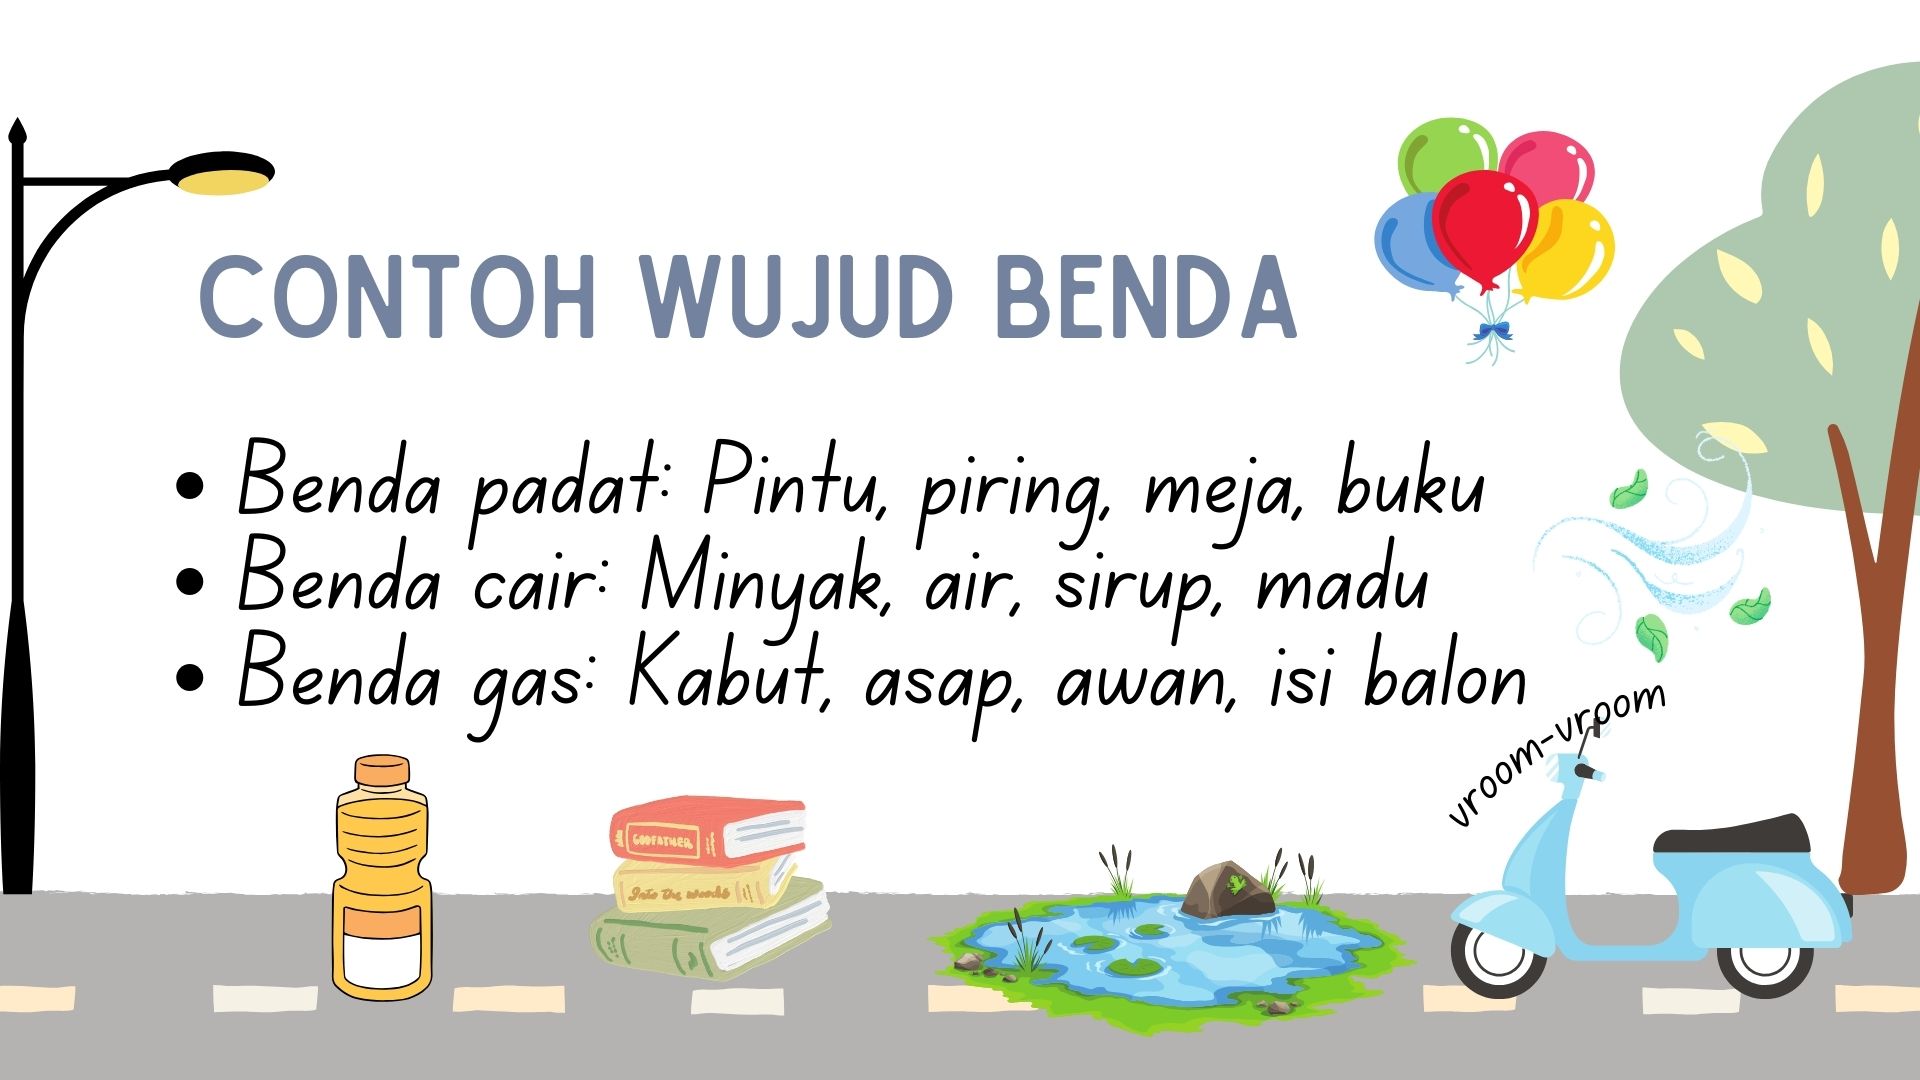 CONTOH WUJUD BENDA
• Benda padat: Pintu, piring, meja, buku
• Benda cair: Minyak, air, sirup, madu
• Benda gas: Kabut, asap, awan, isi balon
vroom-vroom
GODFATHER
Into the woods